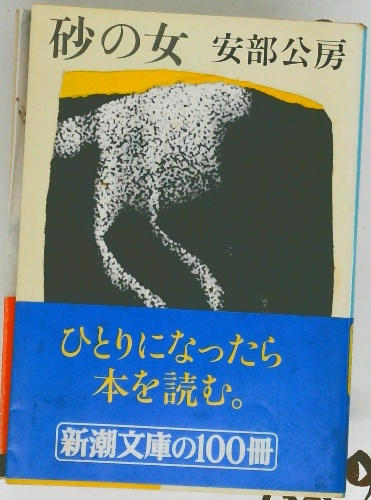 砂の女 安部公房
ひとりになったら
本を読む。
新潮文庫の100冊